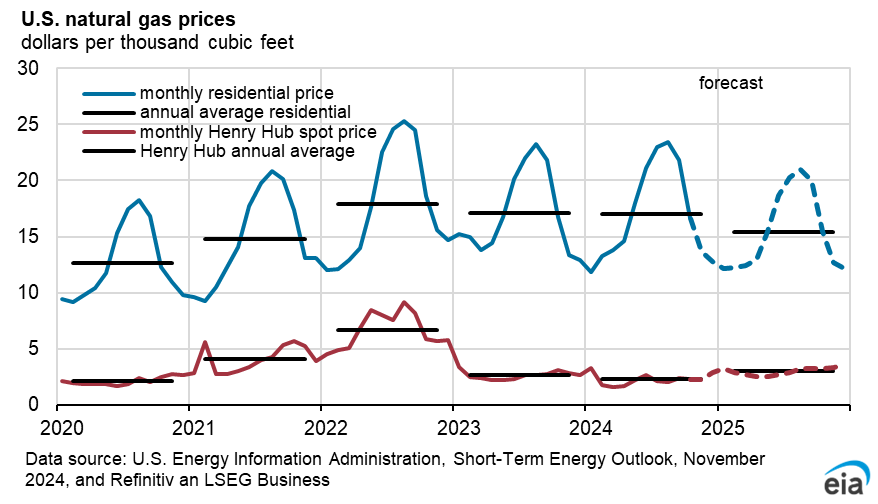 U.S. natural gas prices
dollars per thousand cubic feet
30
forecast
monthly residential price
annual average residential
25
monthly Henry Hub spot price
Henry Hub annual average
20
15
10
5
0
2020 2021 2022 2023 2024 2025
Data source: U.S. Energy Information Administration, Short-Term Energy Outlook, November
2024, and Refinitiv an LSEG Business
eia